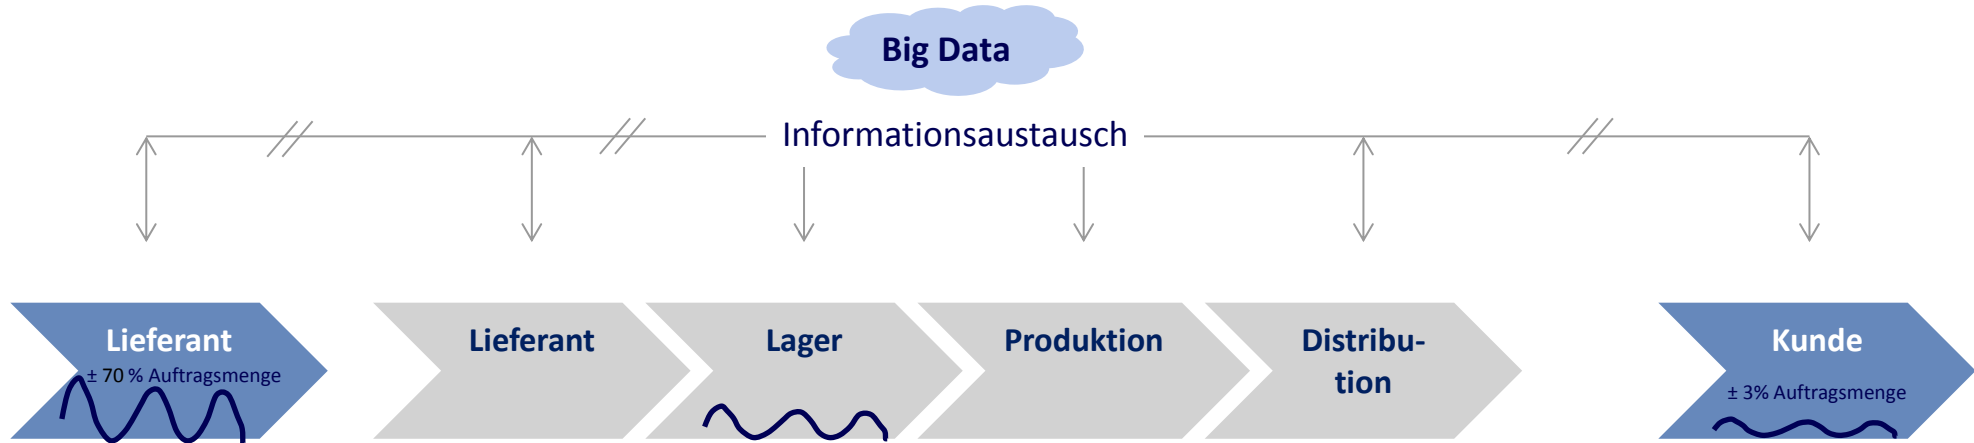 Big Data
Informationsaustausch
Lieferant
± 70 % Auftragsmenge
Lieferant
Lager
Produktion
Distribu-
tion
Kunde
± 3% Auftragsmenge